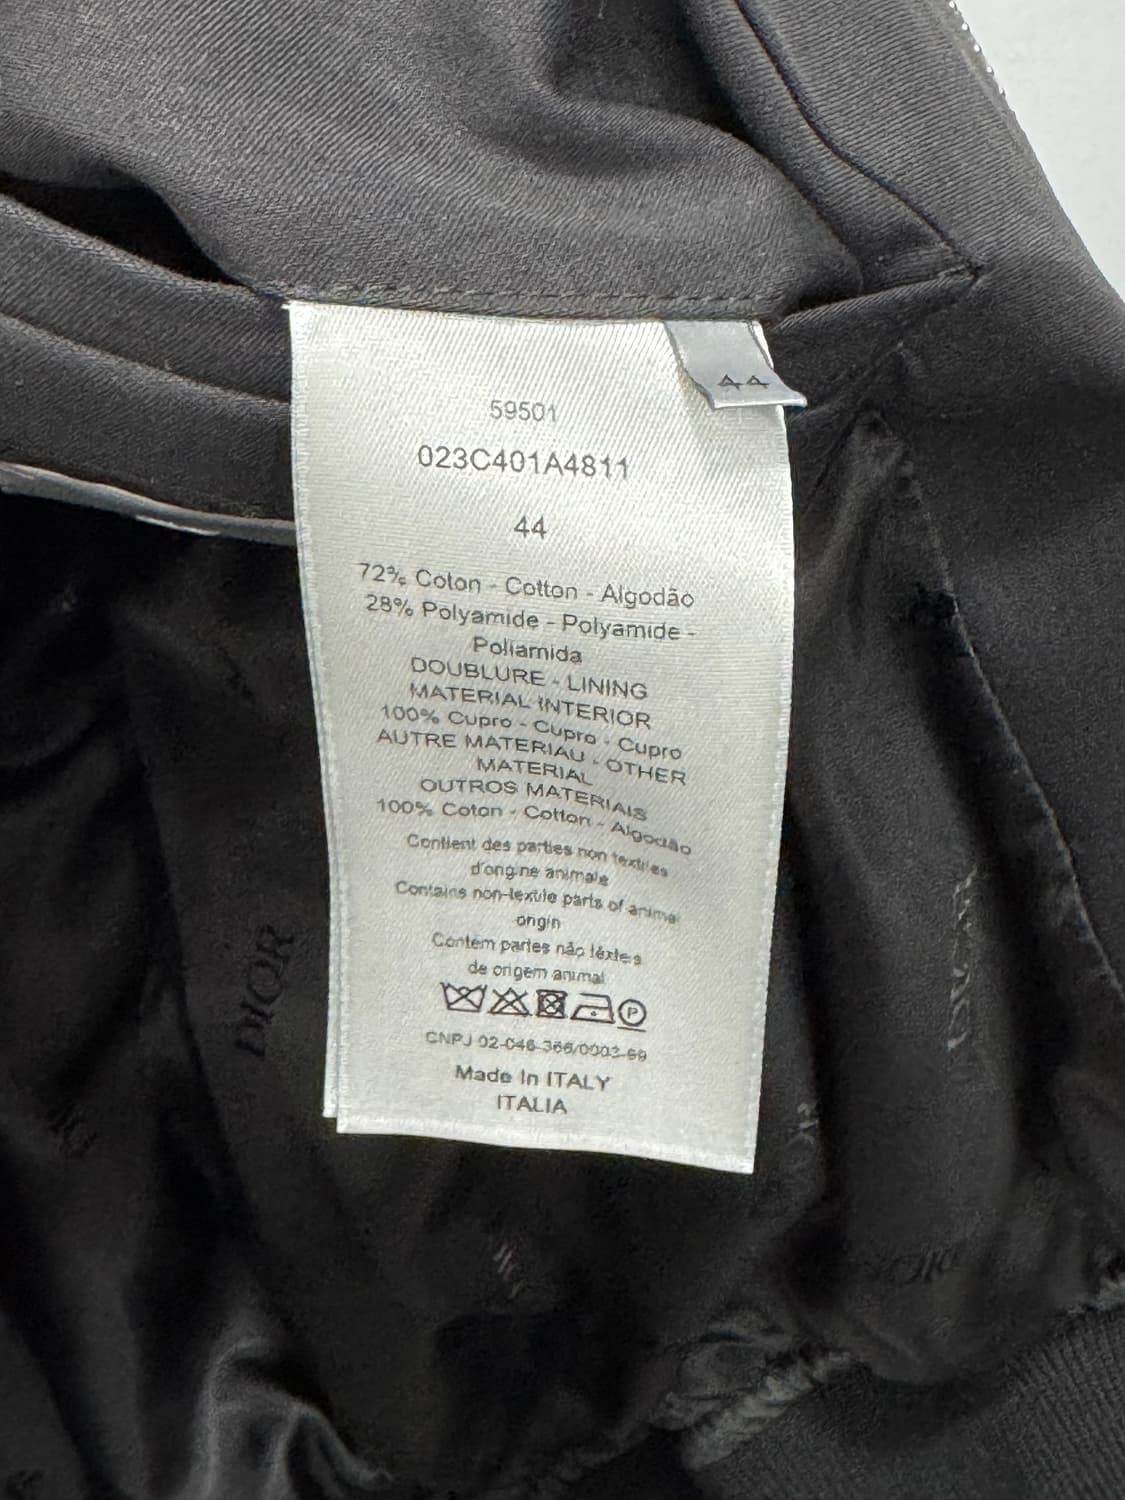 44
59501
023C401A4811
44
72% Coton - Cotton - Algodão
28% Polyamide - Polyamide -
Poliamida
DOUBLURE - LINING
MATERIAL INTERIOR
100% Cupro - Cupro - Cupro
AUTRE MATERIAU - OTHER
MATERIAL
OUTROS MATERIAIS
100% Coton - Cotton - Algodão
Contient des parties non textiles
d'origine animale
Contains non-textile parts of animal
origin
Contém partes não têxteis
de origem animal
P
CNPJ 02-046-366/0003-69
Made In ITALY
ITALIA
DIOR
DIOR